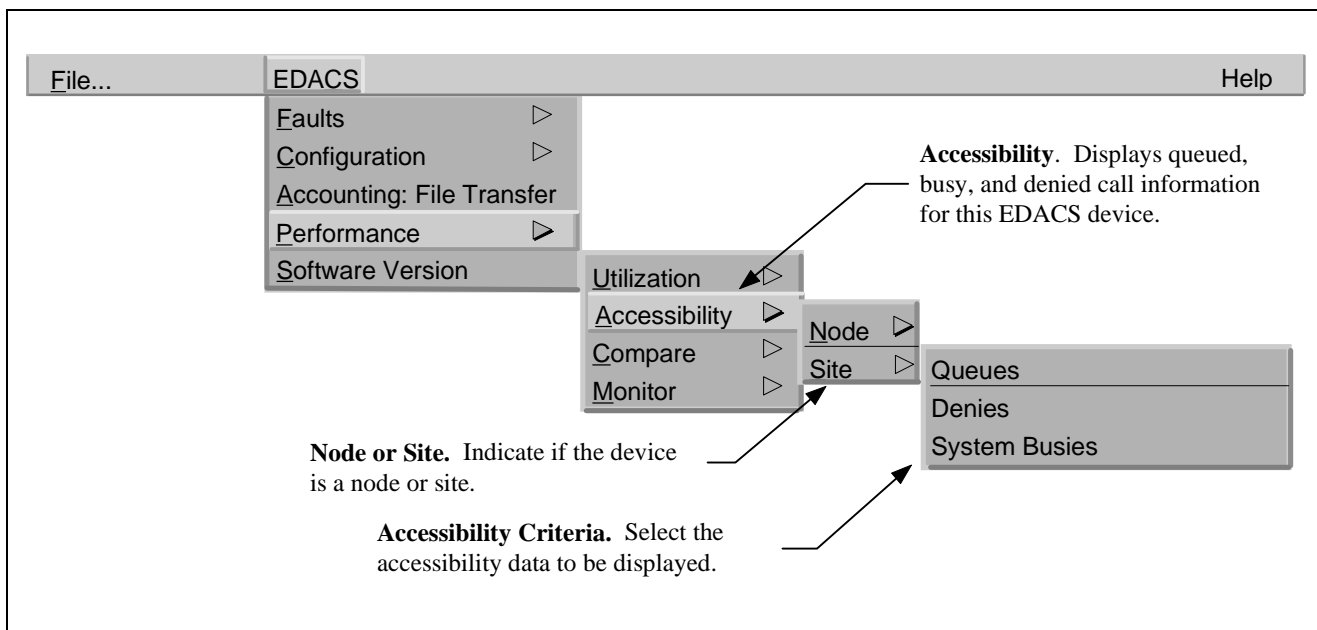 File... EDACS Help
Faults
Configuration
Accounting: File Transfer
Performance
Software Version
Accessibility. Displays queued,
busy, and denied call information
for this EDACS device.
Utilization
Accessibility
Compare
Monitor
Node
Site
Queues
Denies
System Busies
Node or Site. Indicate if the device
is a node or site.
Accessibility Criteria. Select the
accessibility data to be displayed.